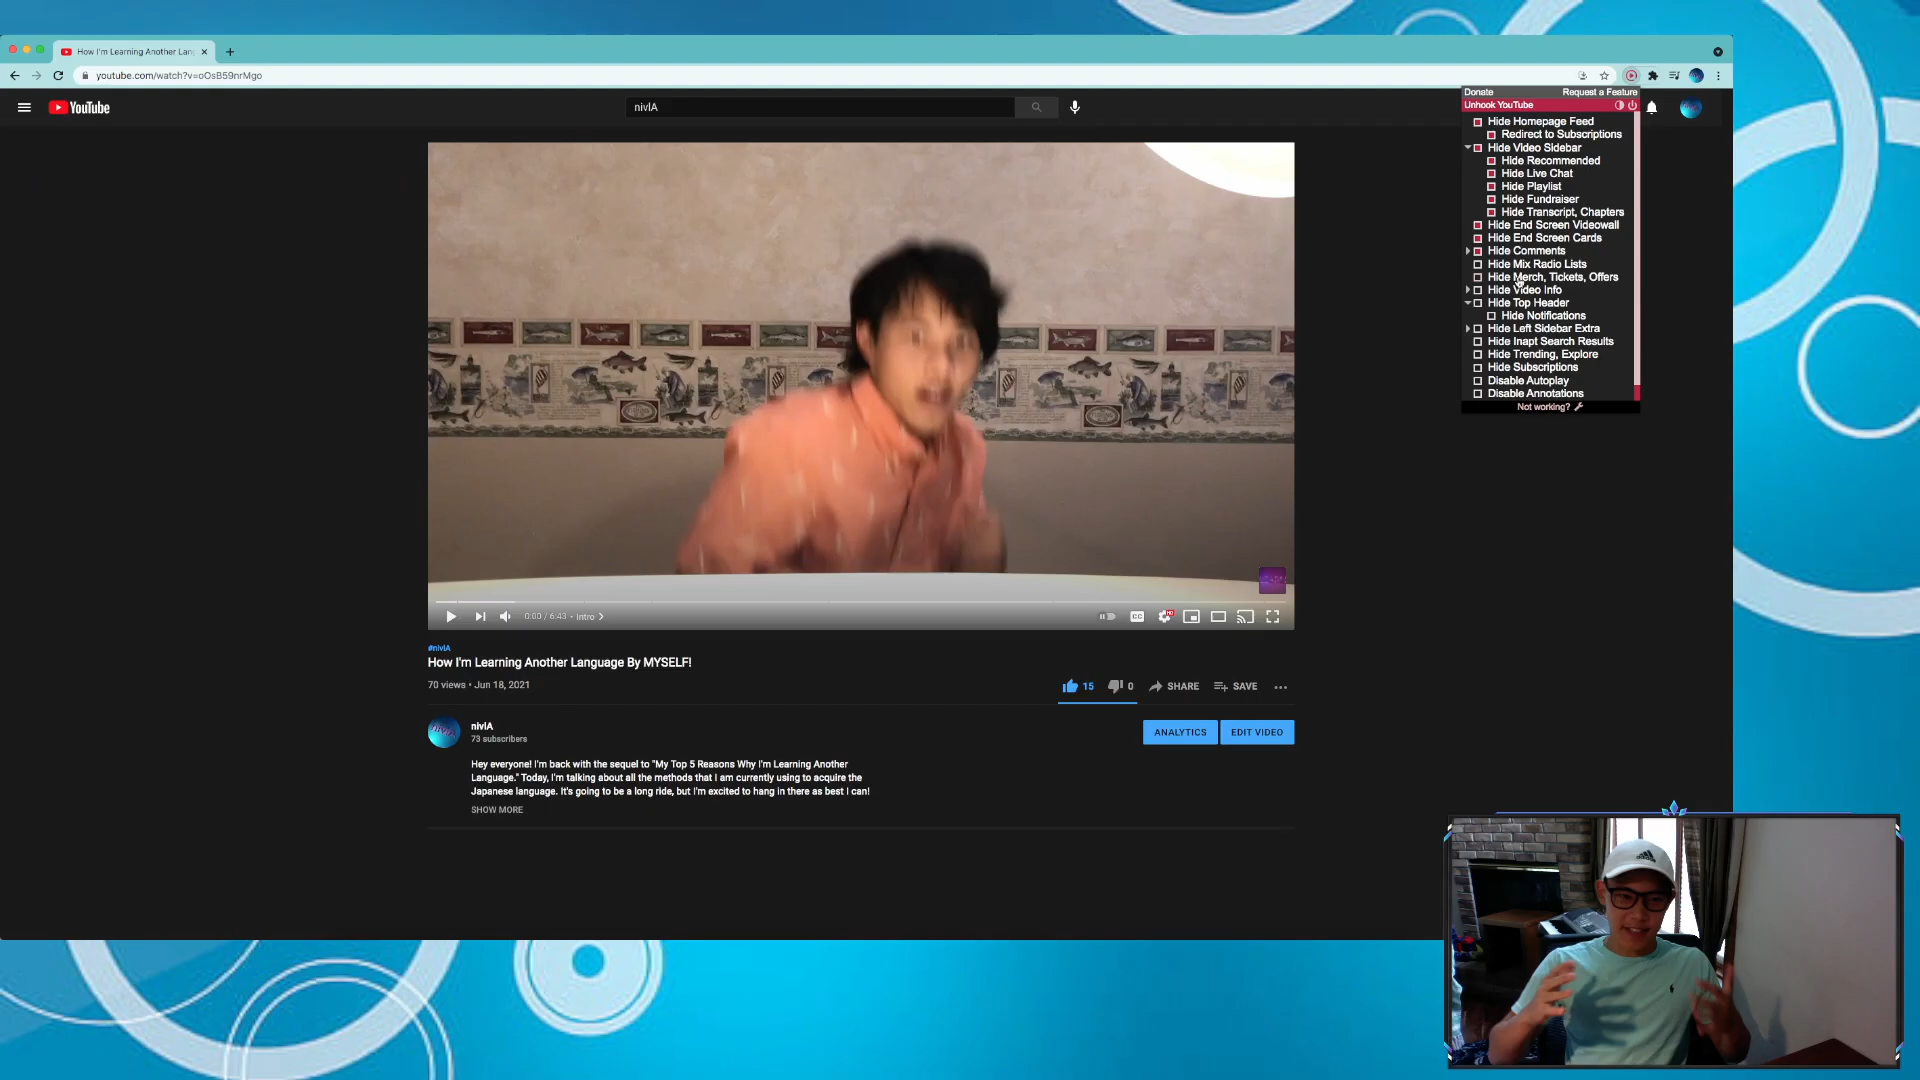 How I'm Learning Another Lan
youtube.com/watch?v=oOsB59nrMgo
YouTube
nivlA
Donate
Request a Feature
Unhook YouTube
Hide Homepage Feed
Redirect to Subscriptions
Hide Video Sidebar
Hide Recommended
Hide Live Chat
Hide Playlist
Hide Fundraiser
Hide Transcript, Chapters
Hide End Screen Videowall
Hide End Screen Cards
Hide Comments
Hide Mix Radio Lists
Hide Merch, Tickets, Offers
Hide Video Info
Hide Top Header
Hide Notifications
Hide Left Sidebar Extra
Hide Inapt Search Results
Hide Trending, Explore
Hide Subscriptions
Disable Autoplay
Disable Annotations
Not working?
0:00 / 6:43 • Intro
CC
HD
#nivlA
How I'm Learning Another Language By MYSELF!
70 views • Jun 18, 2021
15
0
SHARE
SAVE
nivlA
73 subscribers
ANALYTICS
EDIT VIDEO
Hey everyone! I'm back with the sequel to "My Top 5 Reasons Why I'm Learning Another
Language." Today, I'm talking about all the methods that I am currently using to acquire the
Japanese language. It's going to be a long ride, but I'm excited to hang in there as best I can!
SHOW MORE